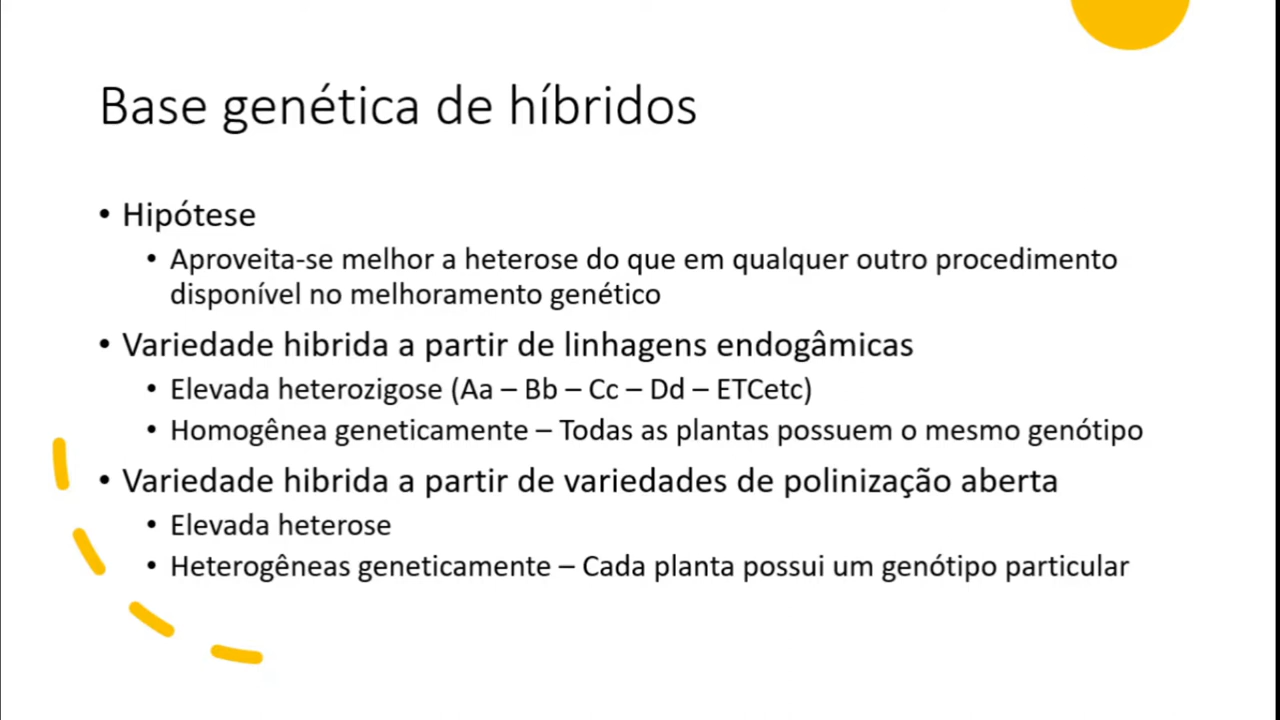 Base genética de híbridos
• Hipótese
• Aproveita-se melhor a heterose do que em qualquer outro procedimento
disponível no melhoramento genético
• Variedade hibrida a partir de linhagens endogâmicas
• Elevada heterozigose (Aa – Bb – Cc – Dd – ETCetc)
• Homogênea geneticamente – Todas as plantas possuem o mesmo genótipo
• Variedade hibrida a partir de variedades de polinização aberta
• Elevada heterose
• Heterogêneas geneticamente – Cada planta possui um genótipo particular